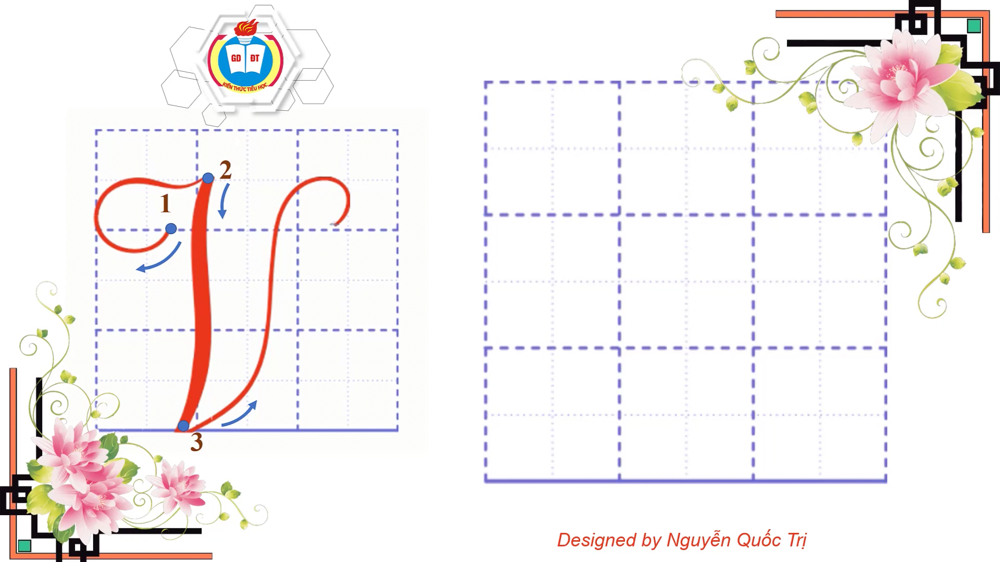 GD ĐT
KIẾN THỨC TIỂU HỌC
2
1
V
3
Designed by Nguyễn Quốc Trị